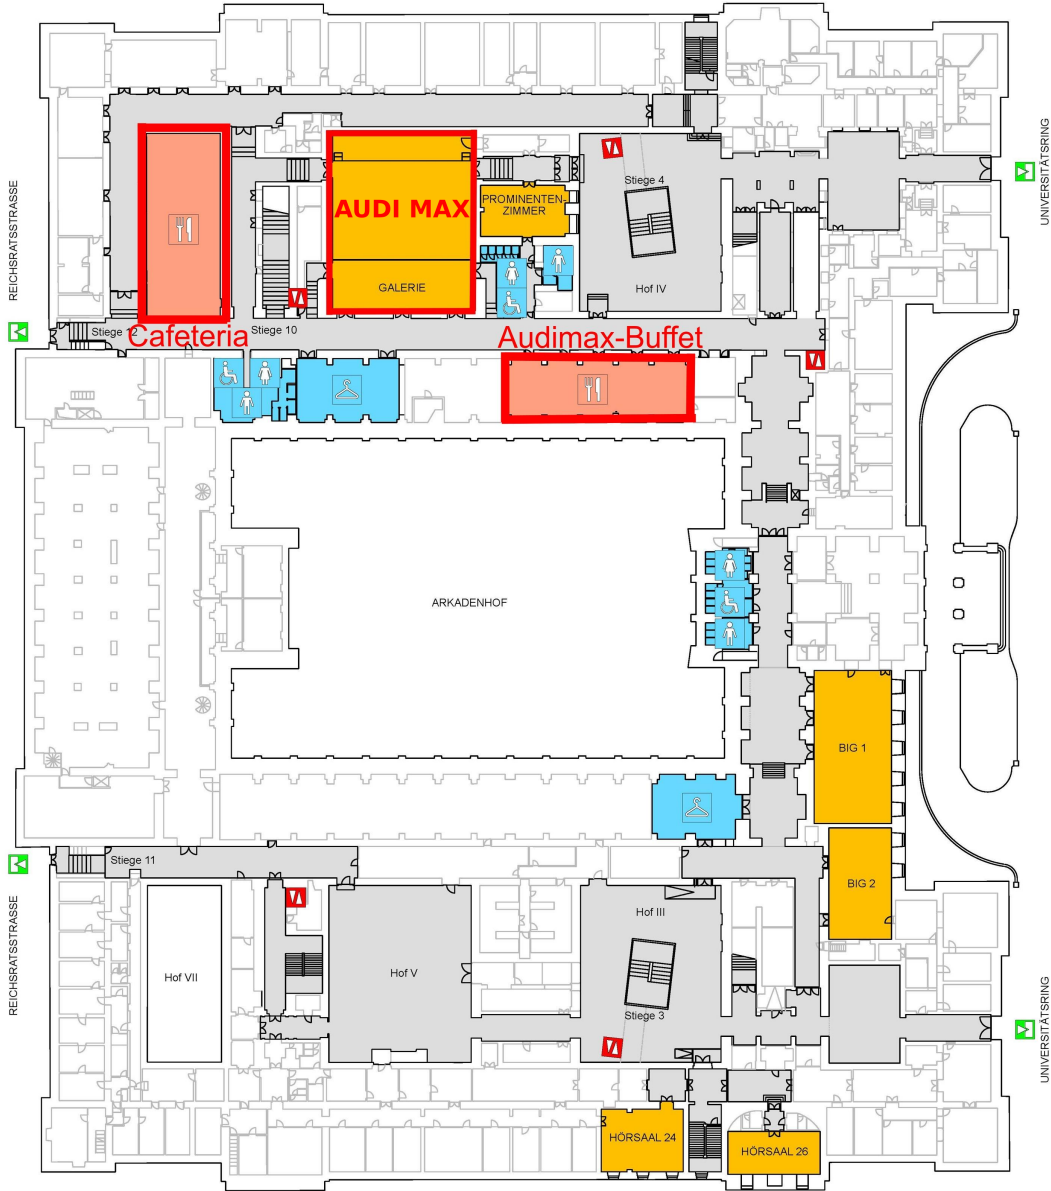 UNIVERSITÄTSRING
REICHSRATSSTRASSE
AUDI MAX
GALERIE
PROMINENTEN-
ZIMMER
Stiege 4
Hof IV
Stiege 12
Stiege 10
Cafeteria
Audimax-Buffet
ARKADENHOF
BIG 1
BIG 2
Stiege 11
Hof VII
Hof V
Hof III
Stiege 3
REICHSRATSSTRASSE
UNIVERSITÄTSRING
HÖRSAAL 24
HÖRSAAL 26